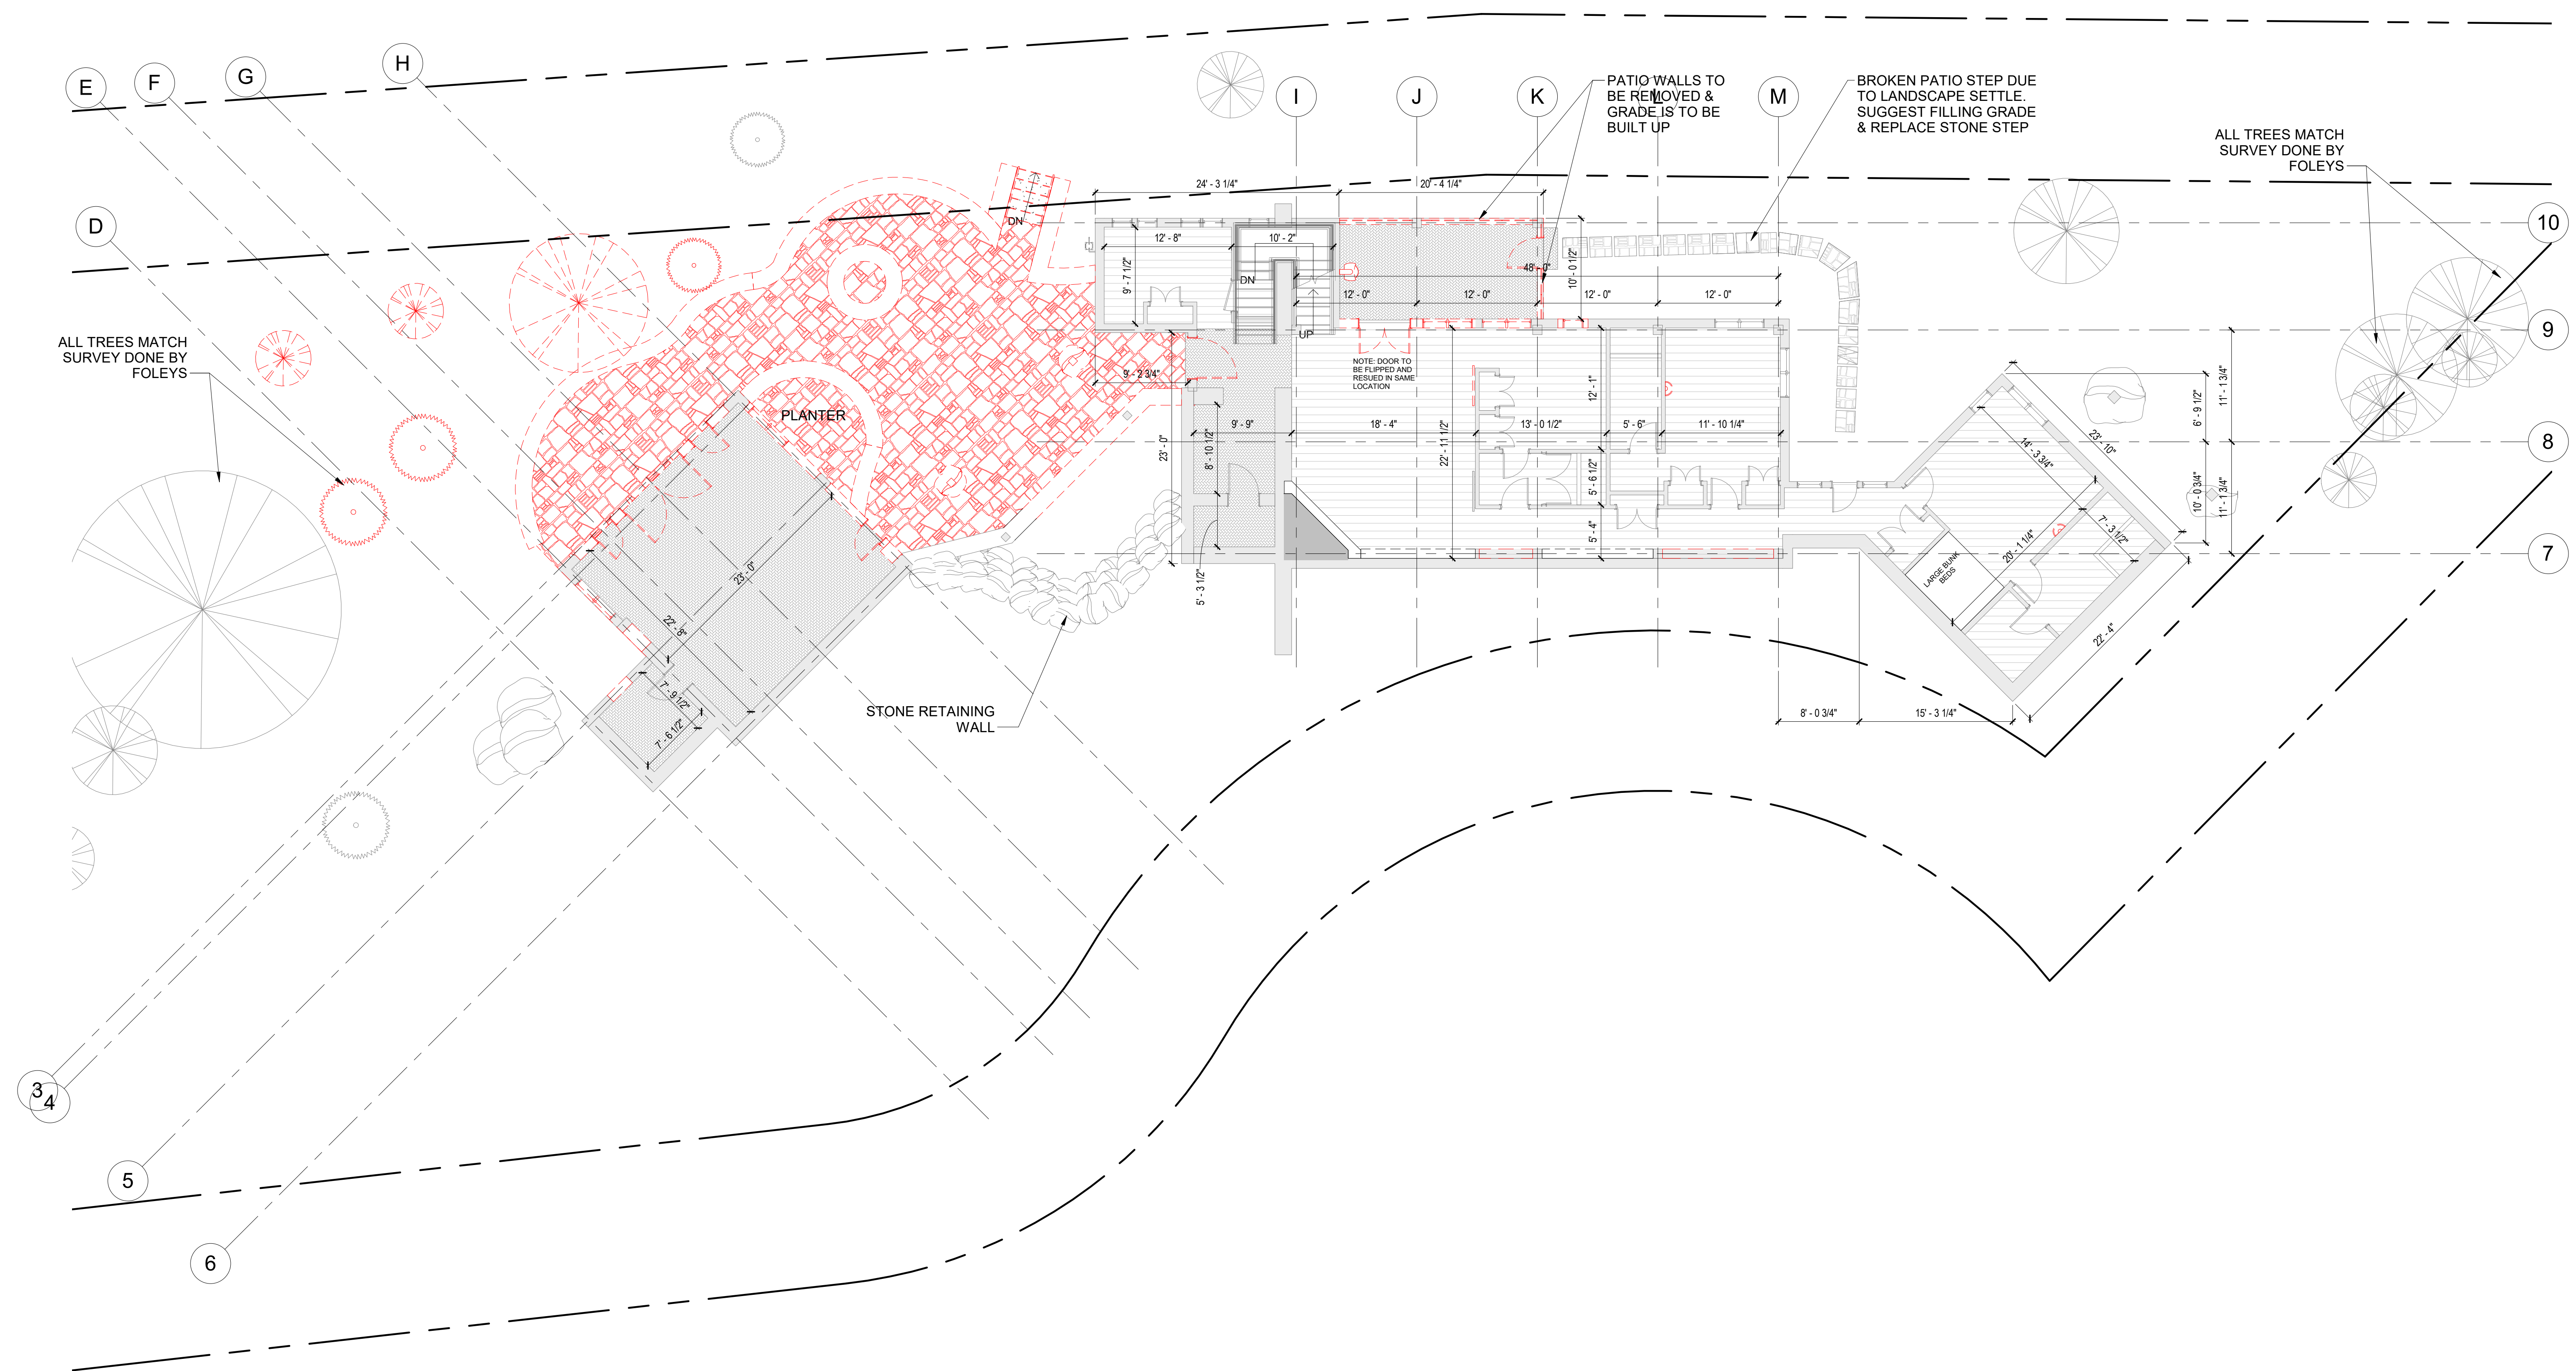 E
F
G
H
I
J
K
L
M
D
10
9
8
7
3
4
5
6
PATIO WALLS TO
BE REMOVED &
GRADE IS TO BE
BUILT UP
BROKEN PATIO STEP DUE
TO LANDSCAPE SETTLE.
SUGGEST FILLING GRADE
& REPLACE STONE STEP
ALL TREES MATCH
SURVEY DONE BY
FOLEYS
ALL TREES MATCH
SURVEY DONE BY
FOLEYS
24' - 3 1/4"
20' - 4 1/4"
DN
12' - 8"
10' - 2"
9' - 7 1/2"
DN
UP
48' - 0"
10' - 0 1/2"
12' - 0"
12' - 0"
12' - 0"
12' - 0"
NOTE: DOOR TO
BE FLIPPED AND
RESUED IN SAME
LOCATION
9' - 2 3/4"
PLANTER
23' - 0"
8' - 10 1/2"
9' - 9"
18' - 4"
22' - 11 1/2"
13' - 0 1/2"
12' - 1"
5' - 6"
11' - 10 1/4"
5' - 6 1/2"
5' - 4"
5' - 3 1/2"
6' - 9 1/2"
11' - 1 3/4"
10' - 0 3/4"
11' - 1 3/4"
23' - 10"
14' - 3 3/4"
7' - 3 1/2"
20' - 1 1/4"
LARGE BUNK
BEDS
22' - 4"
8' - 0 3/4"
15' - 3 1/4"
23' - 0"
22' - 8"
7' - 9 1/2"
7' - 6 1/2"
STONE RETAINING
WALL